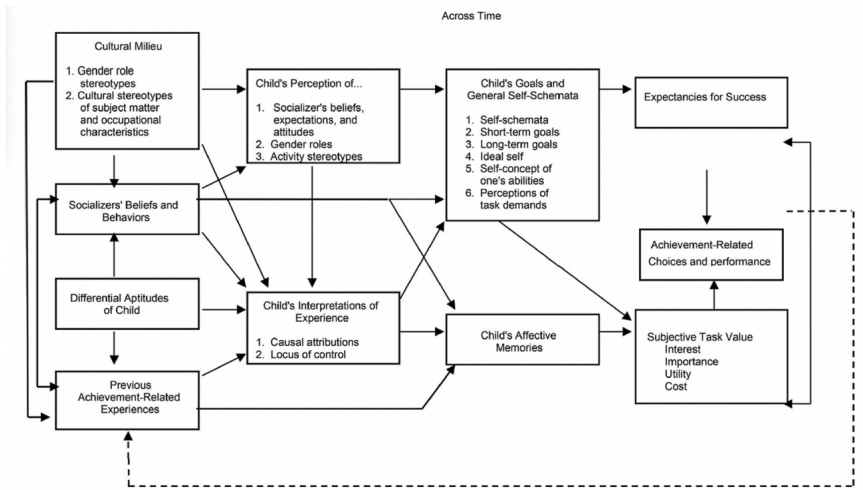 Across Time
Cultural Milieu
1. Gender role
stereotypes
2. Cultural stereotypes
of subject matter
and occupational
characteristics
Child's Perception of...
1. Socializer's beliefs,
expectations, and
attitudes
2. Gender roles
3. Activity stereotypes
Child's Goals and
General Self-Schemata
1. Self-schemata
2. Short-term goals
3. Long-term goals
4. Ideal self
5. Self-concept of
one's abilities
6. Perceptions of
task demands
Expectancies for Success
Socializers' Beliefs and
Behaviors
Achievement-Related
Choices and performance
Differential Aptitudes
of Child
Child's Interpretations of
Experience
1. Causal attributions
2. Locus of control
Child's Affective
Memories
Subjective Task Value
Interest
Importance
Utility
Cost
Previous
Achievement-Related
Experiences